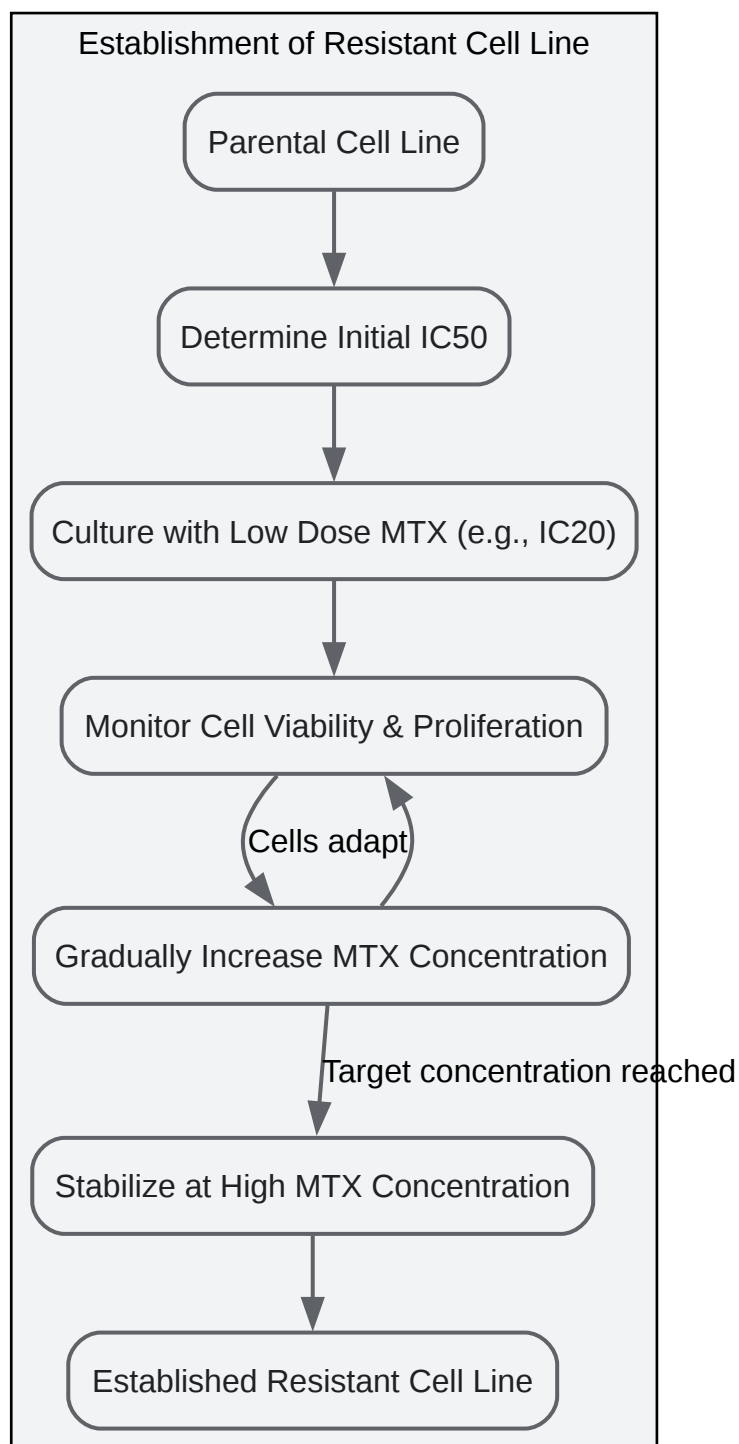 Establishment of Resistant Cell Line
Parental Cell Line
Determine Initial IC50
Culture with Low Dose MTX (e.g., IC20)
Monitor Cell Viability & Proliferation
Cells adapt
Gradually Increase MTX Concentration
Target concentration reached
Stabilize at High MTX Concentration
Established Resistant Cell Line